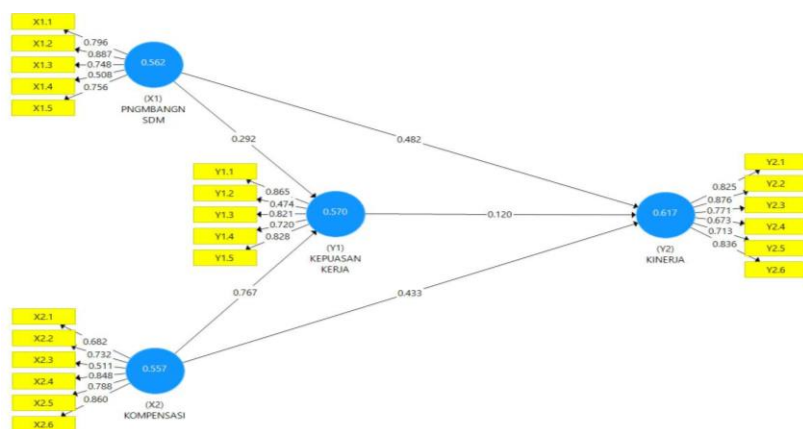 X1.1
X1.2
X1.3
X1.4
X1.5
0.796
0.887
0.748
0.508
0.756
0.562
(X1)
PNGMBANGN
SDM
0.292
0.482
Y1.1
Y1.2
Y1.3
Y1.4
Y1.5
0.865
0.474
0.821
0.720
0.828
0.570
(Y1)
KEPUASAN
KERJA
0.120
0.617
(Y2)
KINERJA
0.825
0.876
0.771
0.673
0.713
0.836
Y2.1
Y2.2
Y2.3
Y2.4
Y2.5
Y2.6
0.767
0.433
X2.1
X2.2
X2.3
X2.4
X2.5
X2.6
0.682
0.732
0.511
0.848
0.788
0.860
0.557
(X2)
KOMPENSASI